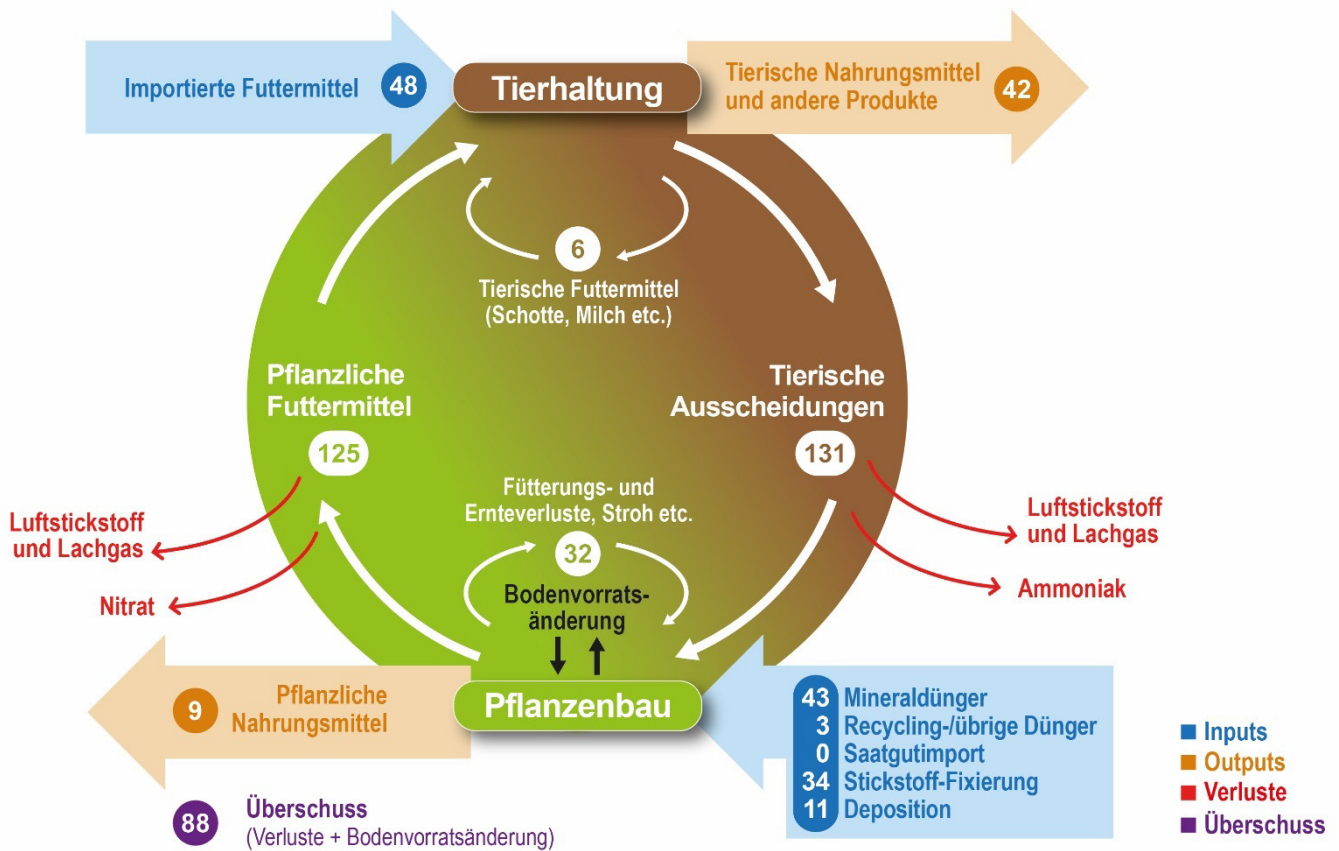 Importierte Futtermittel 48
Tierhaltung
Tierische Nahrungsmittel
und andere Produkte 42
6
Tierische Futtermittel
(Schotte, Milch etc.)
Pflanzliche
Futtermittel
125
Tierische
Ausscheidungen
131
Luftstickstoff
und Lachgas
Nitrat
Fütterungs- und
Ernteverluste, Stroh etc.
32
Bodenvorrats-
änderung
Luftstickstoff
und Lachgas
Ammoniak
9 Pflanzliche
Nahrungsmittel
Pflanzenbau
43 Mineraldünger
3 Recycling-/übrige Dünger
0 Saatgutimport
34 Stickstoff-Fixierung
11 Deposition
88 Überschuss
(Verluste + Bodenvorratsänderung)
Inputs
Outputs
Verluste
Überschuss